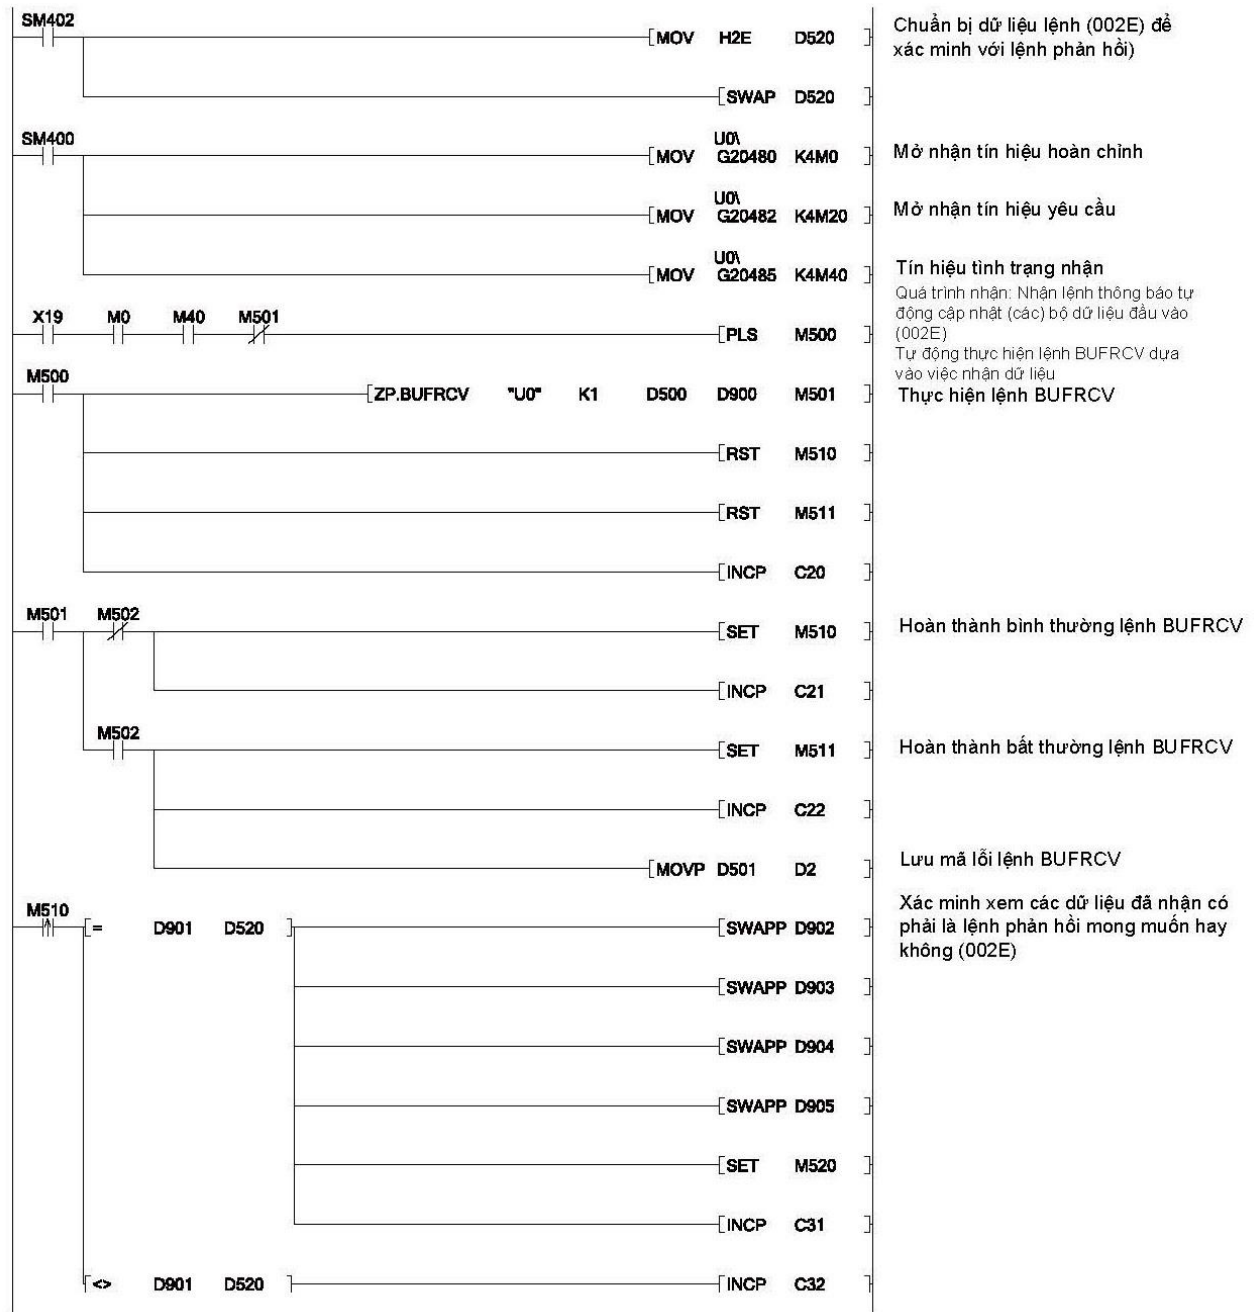 SM402
MOV H2E D520
Chuẩn bị dữ liệu lệnh (002E) để
xác minh với lệnh phản hồi)
SWAP D520
SM400
U0\
MOV G20480 K4M0
Mở nhận tín hiệu hoàn chỉnh
U0\
MOV G20482 K4M20
Mở nhận tín hiệu yêu cầu
U0\
MOV G20485 K4M40
Tín hiệu tình trạng nhận
Quá trình nhận: Nhận lệnh thông báo tự
động cập nhật (các) bộ dữ liệu đầu vào
(002E)
X19 M0 M40 M501
PLS M500
Tự động thực hiện lệnh BUFRCV dựa
vào việc nhận dữ liệu
M500
ZP.BUFRCV "U0" K1 D500 D900 M501
Thực hiện lệnh BUFRCV
RST M510
RST M511
INCP C20
M501 M502
SET M510
Hoàn thành bình thường lệnh BUFRCV
INCP C21
M502
SET M511
Hoàn thành bất thường lệnh BUFRCV
INCP C22
MOVP D501 D2
Lưu mã lỗi lệnh BUFRCV
M510
= D901 D520
SWAPP D902
Xác minh xem các dữ liệu đã nhận có
phải là lệnh phản hồi mong muốn hay
không (002E)
SWAPP D903
SWAPP D904
SWAPP D905
SET M520
INCP C31
<> D901 D520
INCP C32